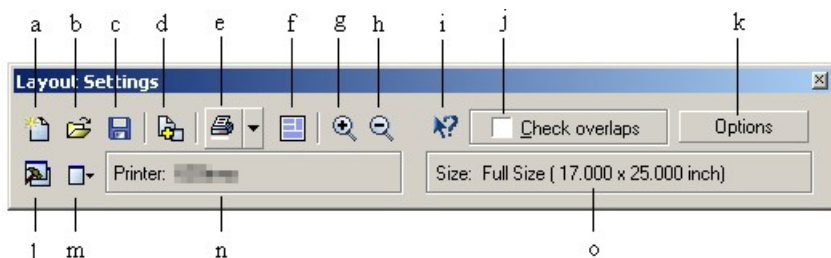 a b c d e f g h i j k
Layout Settings
Check overlaps
Options
Printer:
Size: Full Size ( 17.000 x 25.000 inch)
l m n o